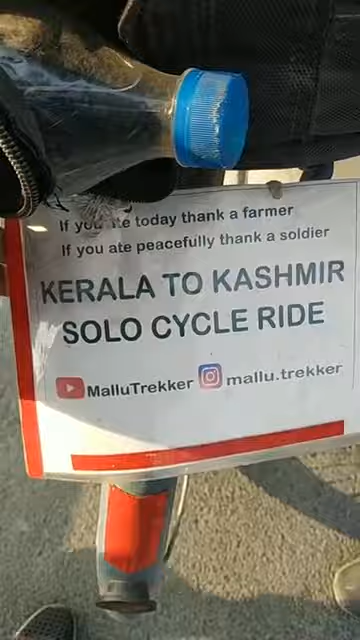 If you ate today thank a farmer
If you ate peacefully thank a soldier
KERALA TO KASHMIR
SOLO CYCLE RIDE
MalluTrekker mallu.trekker